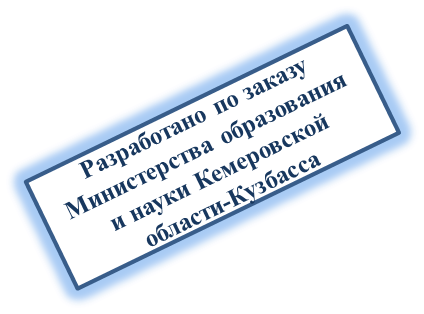 Разработано по заказу
Министерства образования
и науки Кемеровской
области-Кузбасса